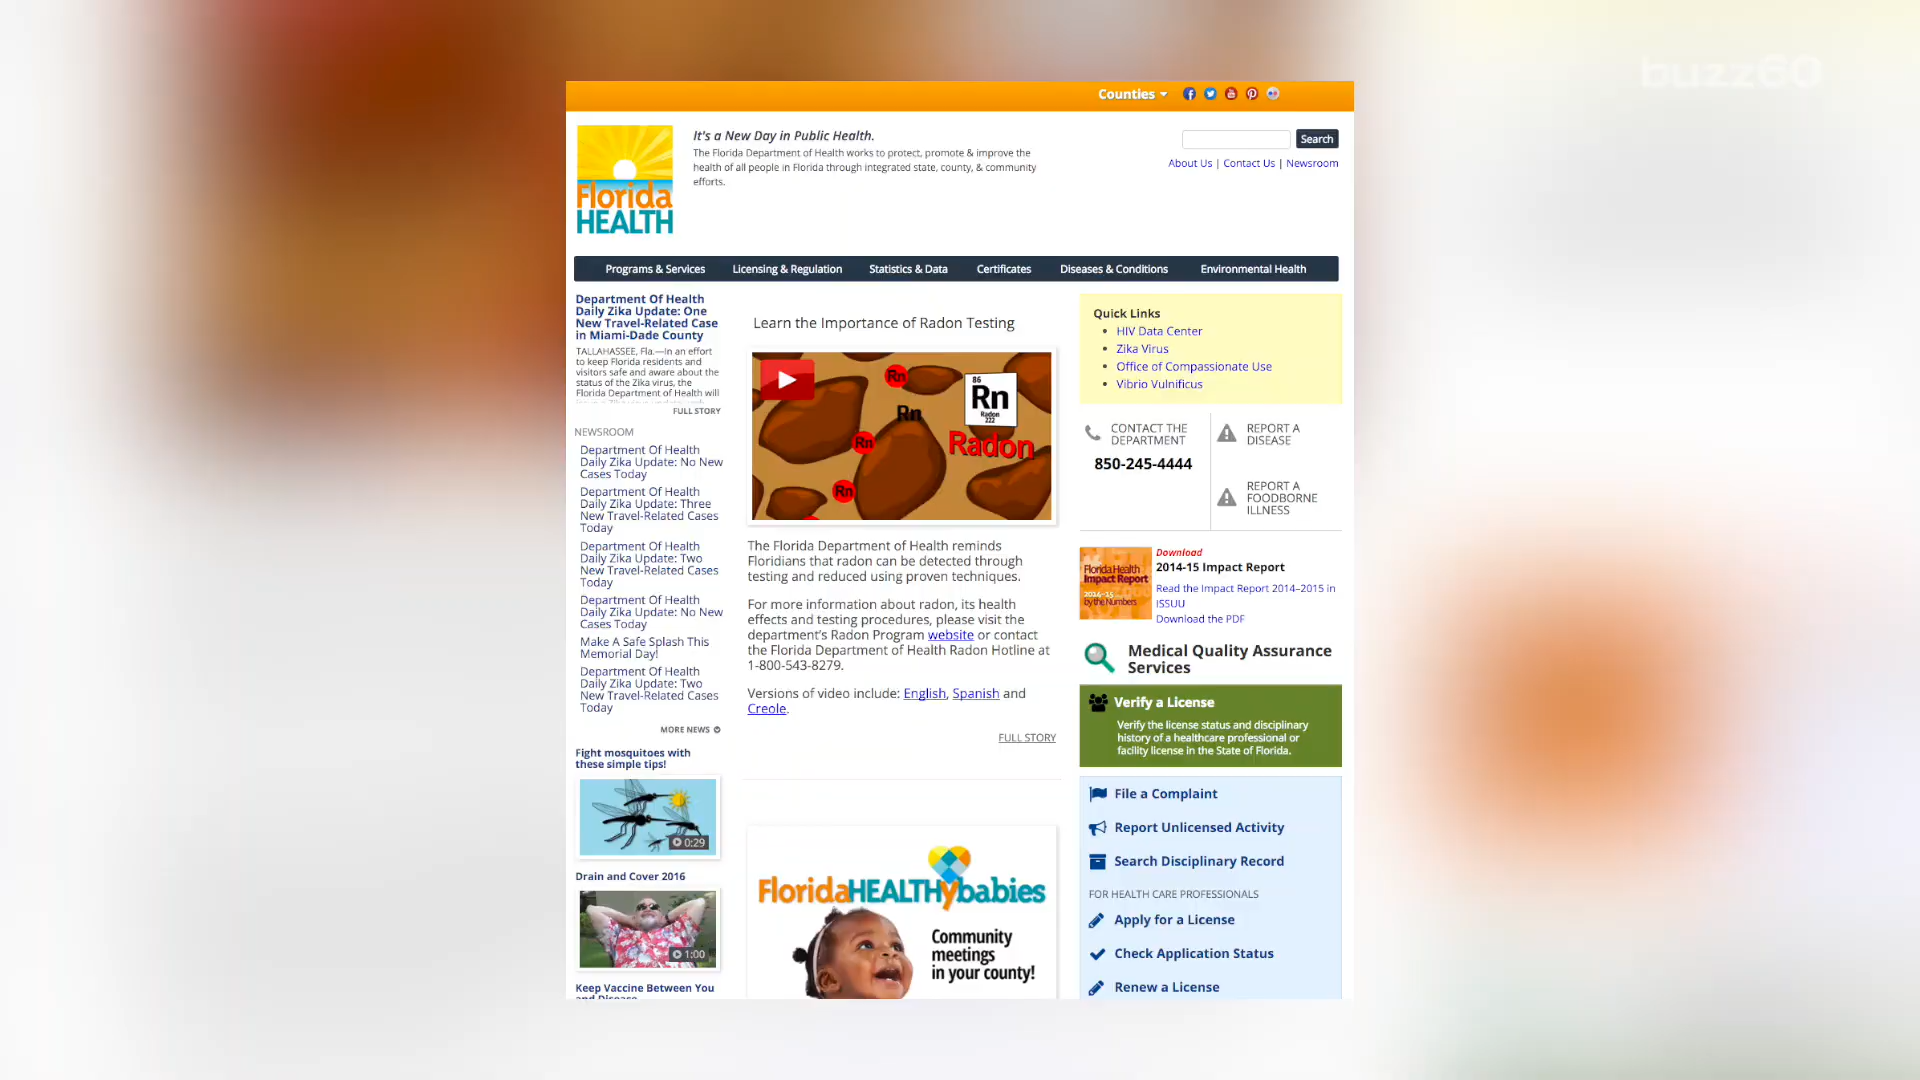 buzz60
Counties
It's a New Day in Public Health.
The Florida Department of Health works to protect, promote & improve the
health of all people in Florida through integrated state, county, & community
efforts.
Search
About Us | Contact Us | Newsroom
Florida
HEALTH
Programs & Services
Licensing & Regulation
Statistics & Data
Certificates
Diseases & Conditions
Environmental Health
Department Of Health
Daily Zika Update: One
New Travel-Related Case
in Miami-Dade County
TALLAHASSEE, Fla.—In an effort
to keep Florida residents and
visitors safe and aware about the
status of the Zika virus, the
Florida Department of Health will
FULL STORY
NEWSROOM
Department Of Health
Daily Zika Update: No New
Cases Today
Department Of Health
Daily Zika Update: Three
New Travel-Related Cases
Today
Department Of Health
Daily Zika Update: Two
New Travel-Related Cases
Today
Department Of Health
Daily Zika Update: No New
Cases Today
Make A Safe Splash This
Memorial Day!
Department Of Health
Daily Zika Update: Two
New Travel-Related Cases
Today
MORE NEWS
Fight mosquitoes with
these simple tips!
0:29
Drain and Cover 2016
1:00
Keep Vaccine Between You
and Disease
Learn the Importance of Radon Testing
Rn
Rn
Rn
Rn
86
Rn
Radon
222
Radon
The Florida Department of Health reminds
Floridians that radon can be detected through
testing and reduced using proven techniques.
For more information about radon, its health
effects and testing procedures, please visit the
department's Radon Program website or contact
the Florida Department of Health Radon Hotline at
1-800-543-8279.
Versions of video include: English, Spanish and
Creole.
FULL STORY
FloridaHEALTHybabies
Community
meetings
in your county!
Quick Links
• HIV Data Center
• Zika Virus
• Office of Compassionate Use
• Vibrio Vulnificus
CONTACT THE
DEPARTMENT
850-245-4444
REPORT A
DISEASE
REPORT A
FOODBORNE
ILLNESS
Florida Health
Impact Report
2014-15
by the Numbers
Download
2014-15 Impact Report
Read the Impact Report 2014–2015 in
ISSUU
Download the PDF
Medical Quality Assurance
Services
Verify a License
Verify the license status and disciplinary
history of a healthcare professional or
facility license in the State of Florida.
File a Complaint
Report Unlicensed Activity
Search Disciplinary Record
FOR HEALTH CARE PROFESSIONALS
Apply for a License
Check Application Status
Renew a License